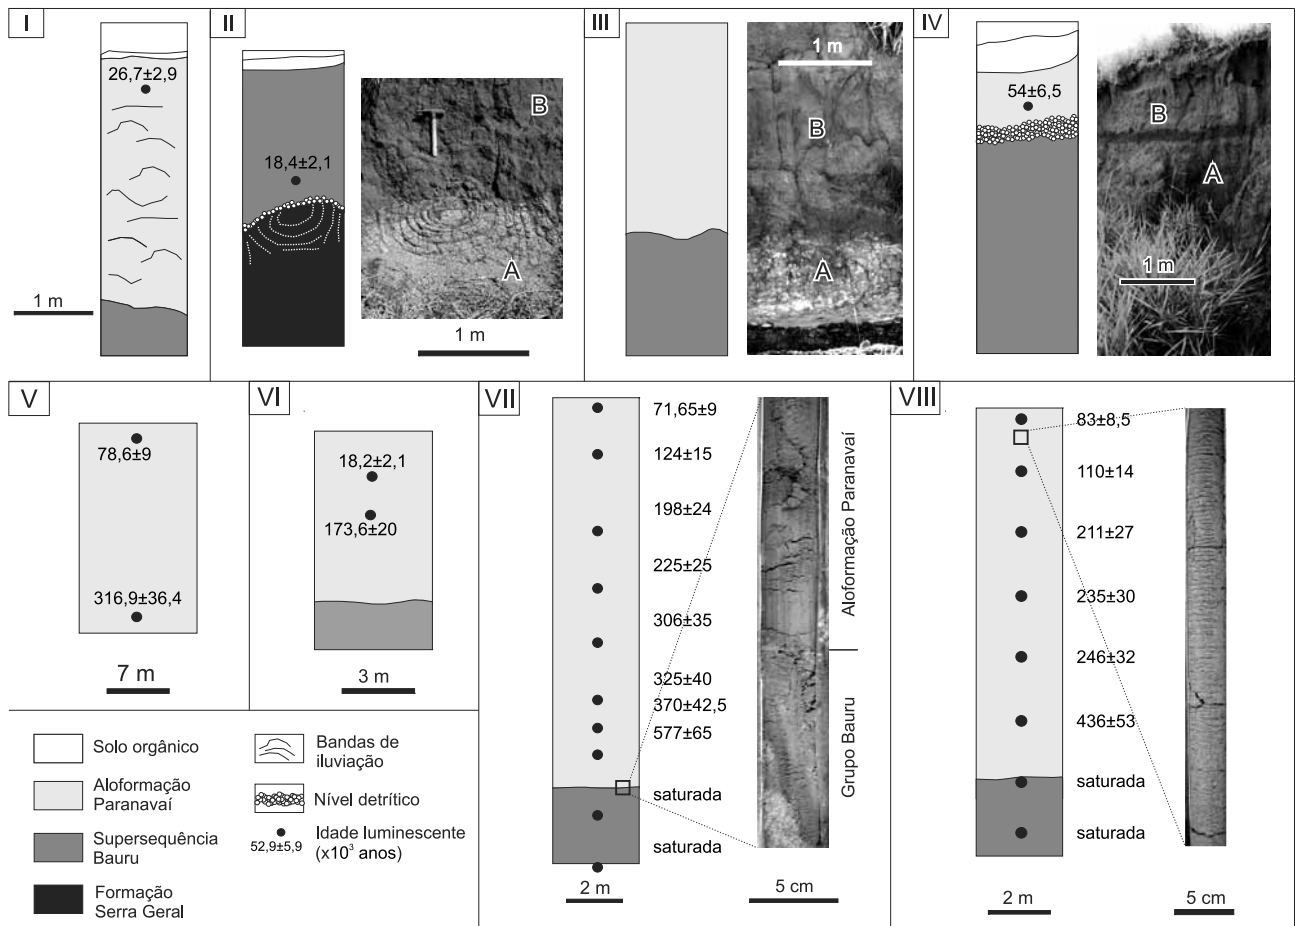 I
26,7±2,9
1 m
II
18,4±2,1
B
A
1 m
III
1 m
B
A
IV
54±6,5
B
A
1 m
V
78,6±9
316,9±36,4
7 m
VI
18,2±2,1
173,6±20
3 m
VII
71,65±9
124±15
198±24
225±25
306±35
325±40
370±42,5
577±65
saturada
saturada
2 m
Aloformação Paranavaí
Grupo Bauru
5 cm
VIII
83±8,5
110±14
211±27
235±30
246±32
436±53
saturada
saturada
2 m
5 cm
Solo orgânico
Aloformação
Paranavaí
Supersequência
Bauru
Formação
Serra Geral
Bandas de
iluviação
Nível detrítico
Idade luminescente
52,9±5,9
(x10³ anos)